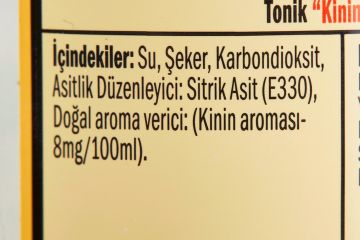 Tonik “Kinin
İçindekiler: Su, Şeker, Karbondioksit,
Asitlik Düzenleyici: Sitrik Asit (E330),
Doğal aroma verici: (Kinin aroması-
8mg/100ml).